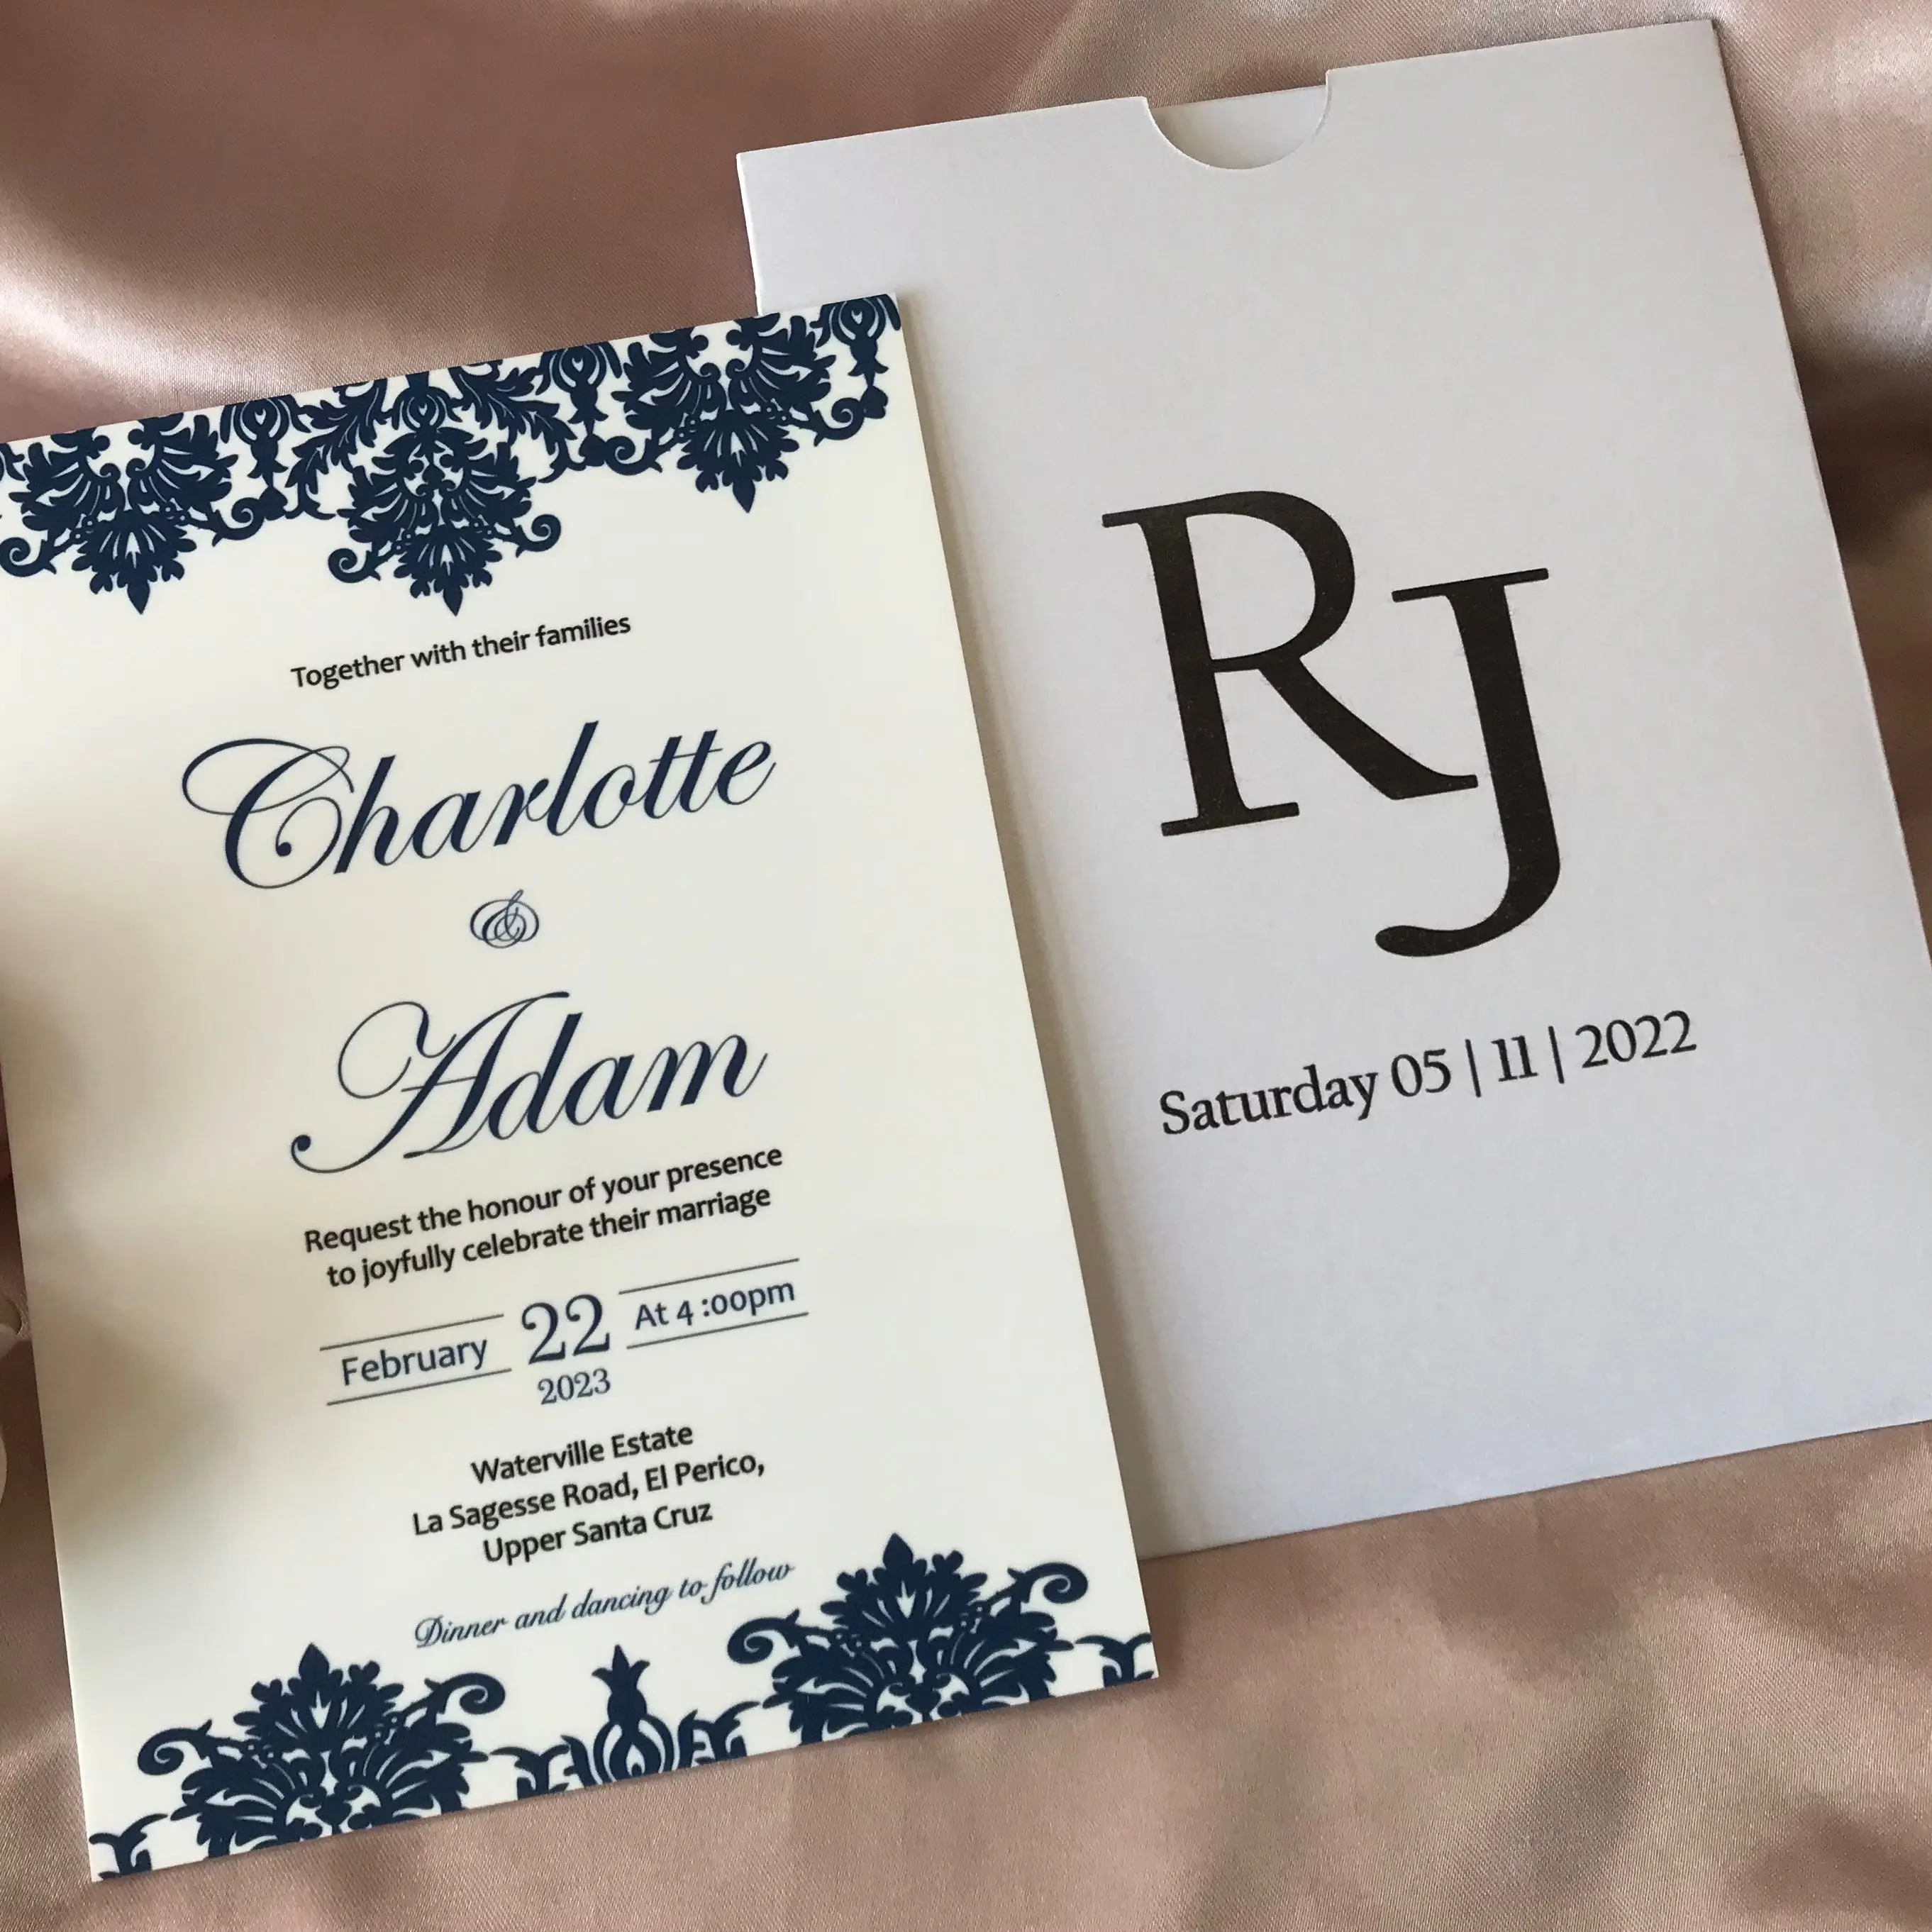 Together with their families
Charlotte
&
Adam
Request the honour of your presence
to joyfully celebrate their marriage
February 22 At 4 :00pm
2023
Waterville Estate
La Sagesse Road, El Perico,
Upper Santa Cruz
Dinner and dancing to follow
RJ
Saturday 05 | 11 | 2022